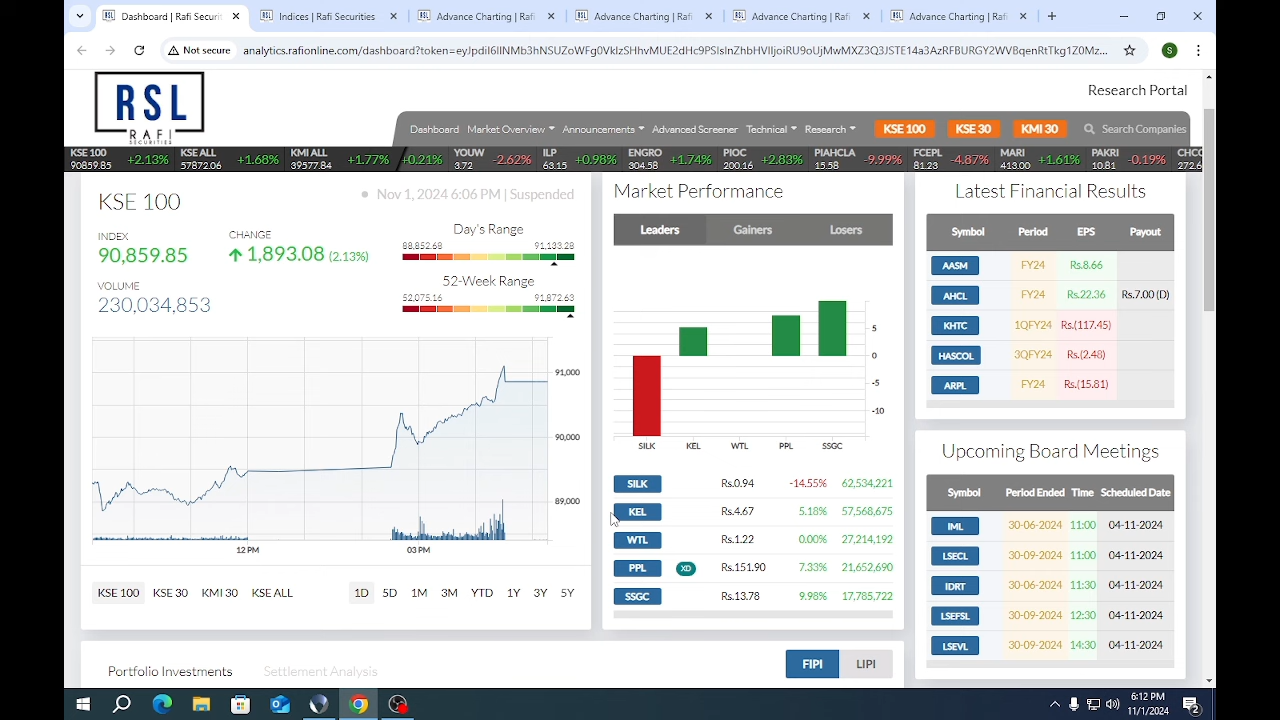 Dashboard | Rafi Securities
Indices | Rafi Securities
Advance Charting | Rafi
Advance Charting | Rafi
Advance Charting | Rafi
Advance Charting | Rafi
Not secure
RSL
RAFI
SECURITIES
Research Portal
Dashboard Market Overview Announcements Advanced Screener Technical Research KSE 100 KSE 30 KMI 30 Search Companies
KSE 100 KSE ALL KMI ALL YOUW ILP ENGRO POC PIAHCLA FCEPL MARI PAKRI CHCC
90859.85 +2.13% 57872.06 +1.68% 39577.84 +1.77% +0.21% 3.72 -2.62% 63.15 +0.98% 304.58 +1.74% 200.16 +2.83% 15.58 -9.99% 81.23 -4.87% 413.00 +1.61% 10.81 -0.19% 272.6
KSE 100
Nov 1, 2024 6:06 PM | Suspended
INDEX
90,859.85
CHANGE
1,893.08 (2.13%)
VOLUME
230,034,853
Day's Range
88,852.68 91,133.28
52-Week Range
52,075.16 91,872.63
91,000
90,000
89,000
12 PM 03 PM
KSE 100 KSE 30 KMI 30 KSE ALL 1D 5D 1M 3M YTD 1Y 3Y 5Y
Market Performance
Leaders Gainers Losers
5
0
-5
-10
SILK KEL WTL PPL SSGC
SILK Rs.0.94 -14.55% 62,534,221
KEL Rs.4.67 5.18% 57,568,675
WTL Rs.1.22 0.00% 27,214,192
PPL XD Rs.151.90 7.33% 21,652,690
SSGC Rs.13.78 9.98% 17,785,722
Latest Financial Results
Symbol Period EPS Payout
AASM FY24 Rs.8.66
AHCL FY24 Rs.22.36 Rs.7.00 (D)
KHTC 1QFY24 Rs.(117.45)
HASCOL 3QFY24 Rs.(2.48)
ARPL FY24 Rs.(15.81)
Upcoming Board Meetings
Symbol Period Ended Time Scheduled Date
IML 30-06-2024 11:00 04-11-2024
LSECL 30-09-2024 11:00 04-11-2024
IDRT 30-06-2024 11:30 04-11-2024
LSEFSL 30-09-2024 12:30 04-11-2024
LSEVL 30-09-2024 14:30 04-11-2024
Portfolio Investments Settlement Analysis FIPI LIPI
6:12 PM
11/1/2024